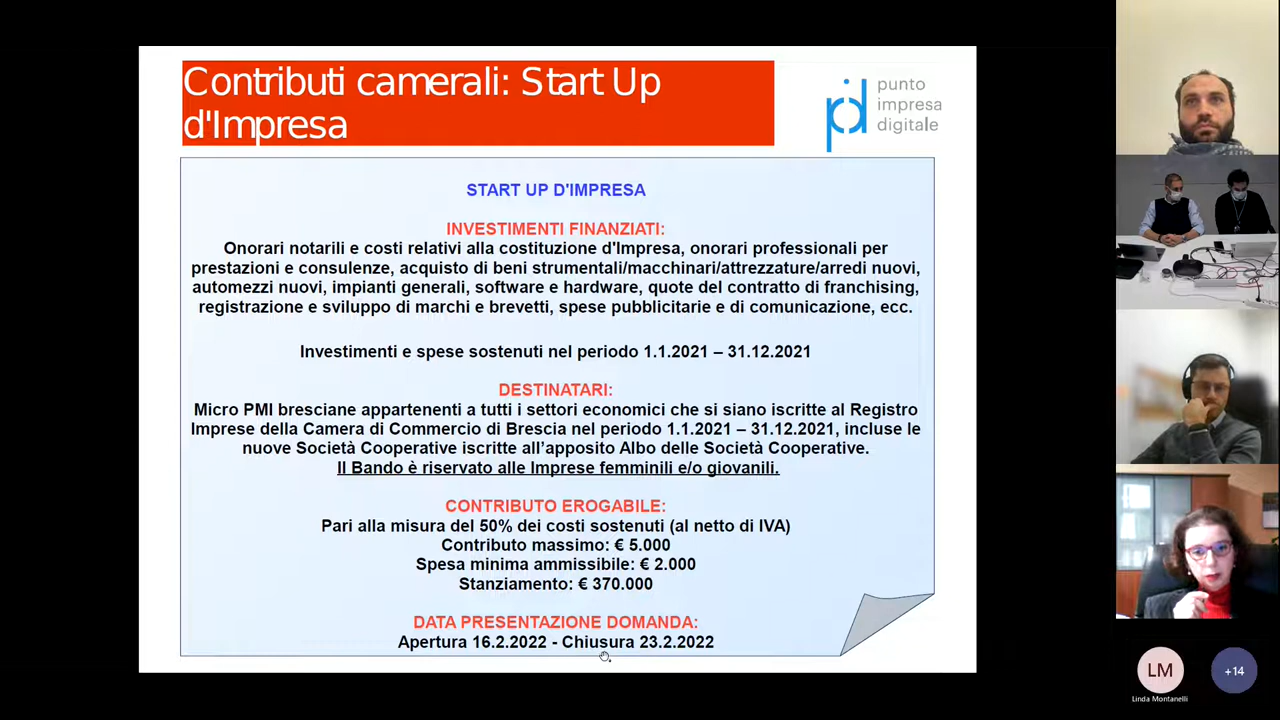 Contributi camerali: Start Up
d'Impresa
punto
impresa
digitale
START UP D'IMPRESA
INVESTIMENTI FINANZIATI:
Onorari notarili e costi relativi alla costituzione d'Impresa, onorari professionali per
prestazioni e consulenze, acquisto di beni strumentali/macchinari/attrezzature/arredi nuovi,
automezzi nuovi, impianti generali, software e hardware, quote del contratto di franchising,
registrazione e sviluppo di marchi e brevetti, spese pubblicitarie e di comunicazione, ecc.
Investimenti e spese sostenuti nel periodo 1.1.2021 – 31.12.2021
DESTINATARI:
Micro PMI bresciane appartenenti a tutti i settori economici che si siano iscritte al Registro
Imprese della Camera di Commercio di Brescia nel periodo 1.1.2021 – 31.12.2021, incluse le
nuove Società Cooperative iscritte all’apposito Albo delle Società Cooperative.
Il Bando è riservato alle Imprese femminili e/o giovanili.
CONTRIBUTO EROGABILE:
Pari alla misura del 50% dei costi sostenuti (al netto di IVA)
Contributo massimo: € 5.000
Spesa minima ammissibile: € 2.000
Stanziamento: € 370.000
DATA PRESENTAZIONE DOMANDA:
Apertura 16.2.2022 - Chiusura 23.2.2022
LM
+14
Linda Montanelli